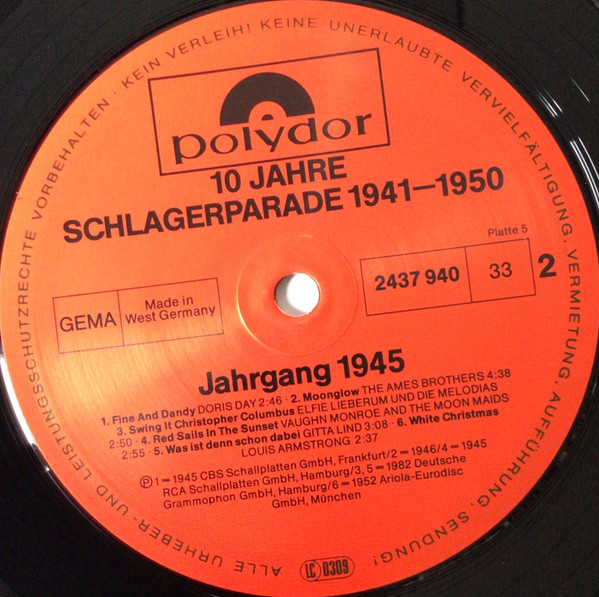 ALLE URHEBER- UND LEISTUNGSSCHUTZRECHTE VORBEHALTEN · KEIN VERLEIH! KEINE UNERLAUBTE VERVIELFÄLTIGUNG, VERMIETUNG, AUFFÜHRUNG, SENDUNG!
polydor
10 JAHRE
SCHLAGERPARADE 1941–1950
Platte 5
GEMA
Made in
West Germany
2437 940
33
2
Jahrgang 1945
1. Fine And Dandy DORIS DAY 2:46 · 2. Moonglow THE AMES BROTHERS 4:38
3. Swing It Christopher Columbus ELFIE LIEBERUM UND DIE MELODIAS
2:50 · 4. Red Sails In The Sunset VAUGHN MONROE AND THE MOON MAIDS
2:55 · 5. Was ist denn schon dabei GITTA LIND 3:08 · 6. White Christmas
LOUIS ARMSTRONG 2:37
Ⓟ 1–1945 CBS Schallplatten GmbH, Frankfurt/2–1946/4–1945
RCA Schallplatten GmbH, Hamburg/3, 5–1982 Deutsche
Grammophon GmbH, Hamburg/6–1952 Ariola-Eurodisc
GmbH, München
LC 0309